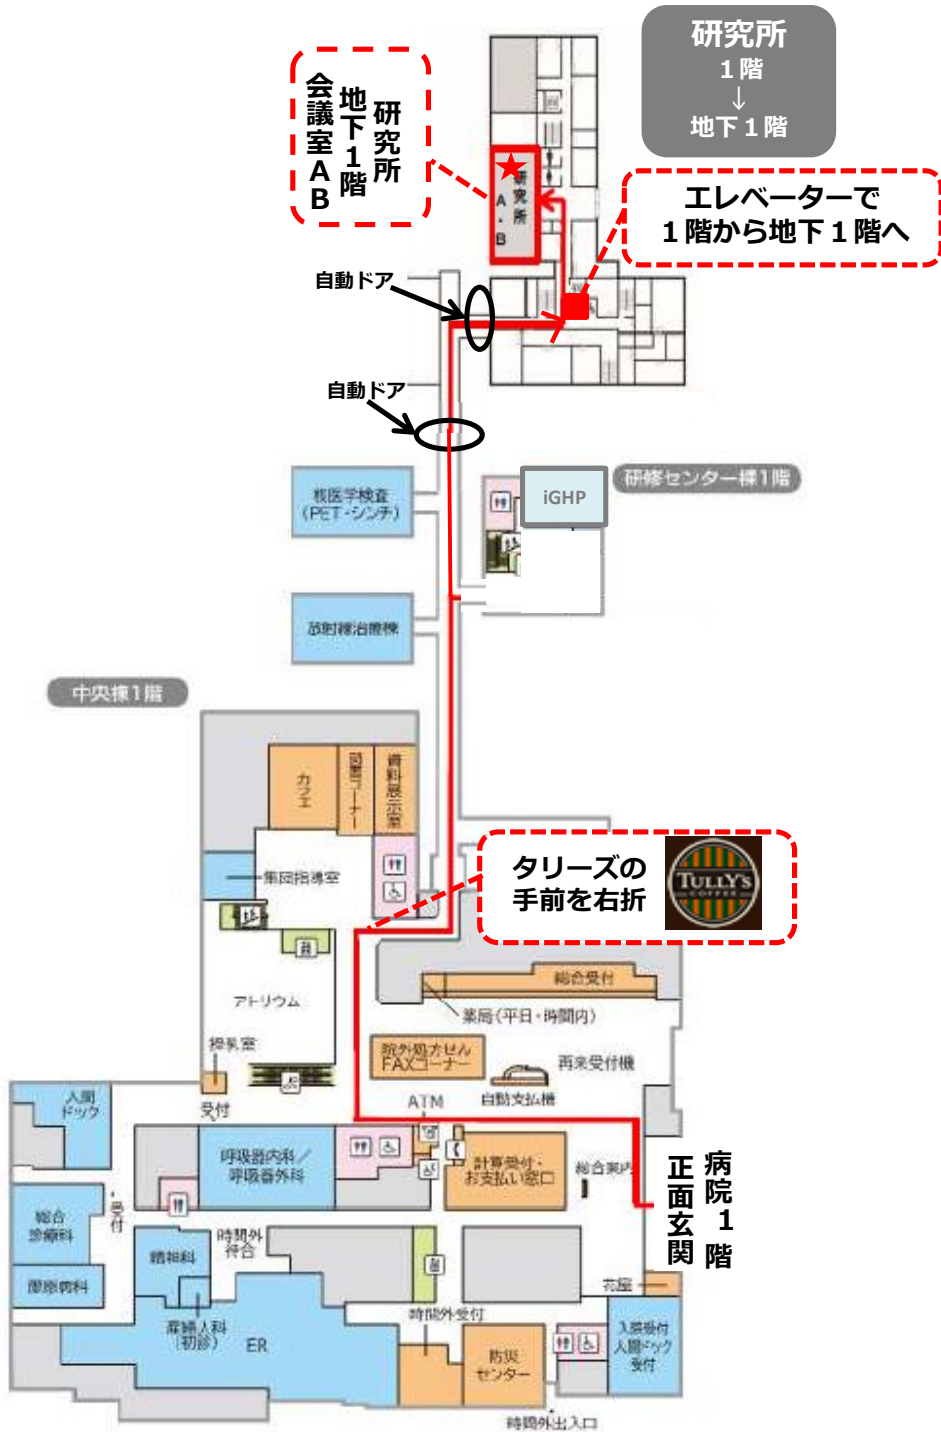 研究所
１階
↓
地下１階
研究所
地下１階
会議室ＡＢ
研究所
Ａ・Ｂ
エレベーターで
１階から地下１階へ
自動ドア
自動ドア
核医学検査
(PET・シンチ)
iGHP
研修センター棟1階
放射線治療棟
中央棟1階
カフェ
図書コーナー
資料展示室
集団指導室
タリーズの
手前を右折
TULLY'S
COFFEE
アトリウム
総合受付
薬局(平日・時間内)
授乳室
院外処方せん
FAXコーナー
再来受付機
自動支払機
人間
ドック
受付
ATM
呼吸器内科／
呼吸器外科
計算受付・
お支払い窓口
総合案内
病院１階
正面玄関
総合
診療科
受付
膠原病科
精神科
時間外
待合
産婦人科
(初診)
ER
時間外受付
防災
センター
花屋
入院受付
人間ドック
受付
時間外出入口